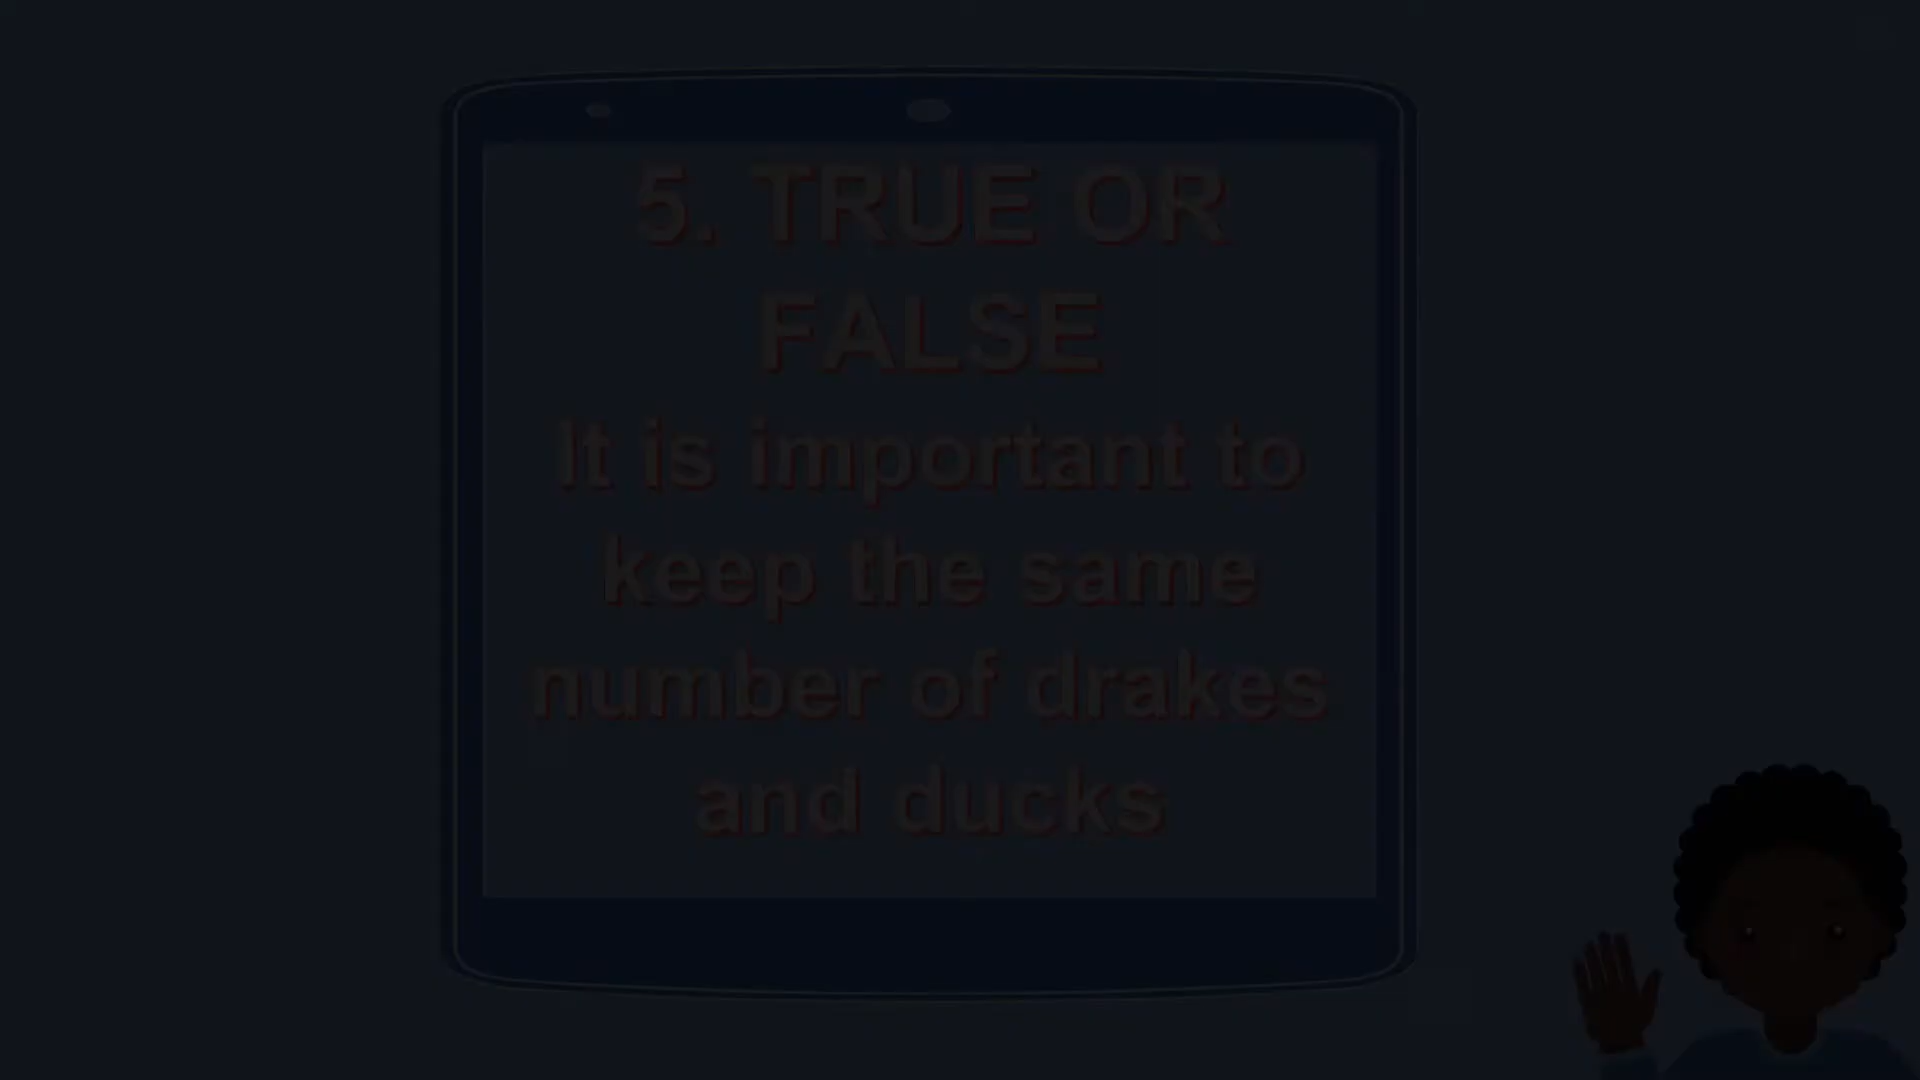 5. TRUE OR
FALSE
It is important to
keep the same
number of drakes
and ducks